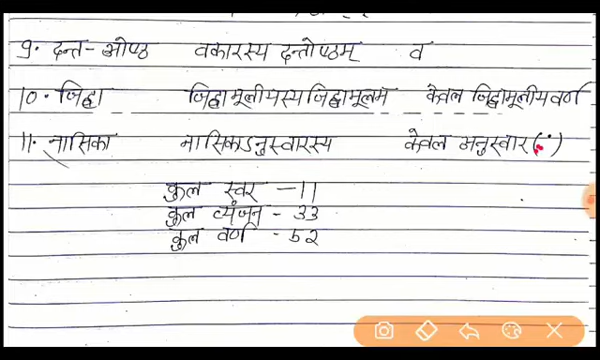 9. दन्त-ओष्ठ वकारस्य दन्तोष्ठम् व
10. जिह्वा जिह्वामूलीयस्य जिह्वामूलम केवल जिह्वामूलीयवर्ण
11. नासिका नासिकाऽनुस्वारस्य केवल अनुस्वार(ं)
कुल स्वर -11
कुल व्यंजन - 33
कुल वर्ण - ५२